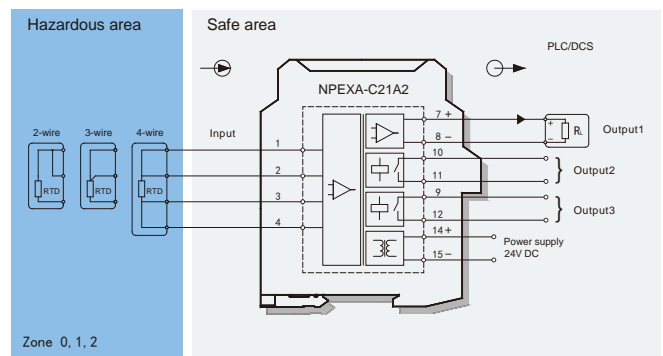 Hazardous area
Safe area
PLC/DCS
NPEXA-C21A2
2-wire
3-wire
4-wire
Input
RTD
RTD
RTD
1
2
3
4
7 +
8 −
RL
+
−
Output1
10
11
Output2
9
12
Output3
14 +
15 −
Power supply
24V DC
Zone 0, 1, 2